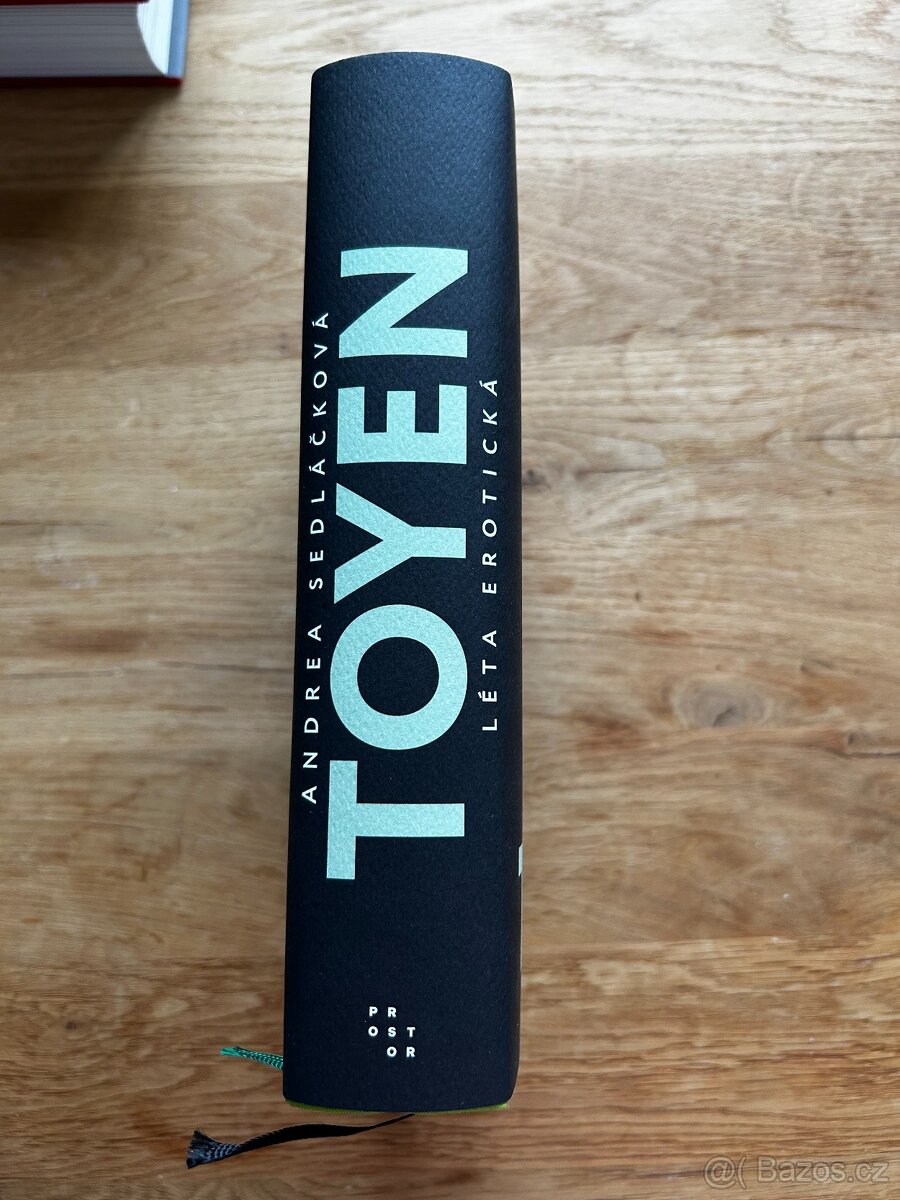 ANDREA SEDLÁČKOVÁ
TOYEN
LÉTA EROTICKÁ
PR
OST
OR
@( Bazos.cz